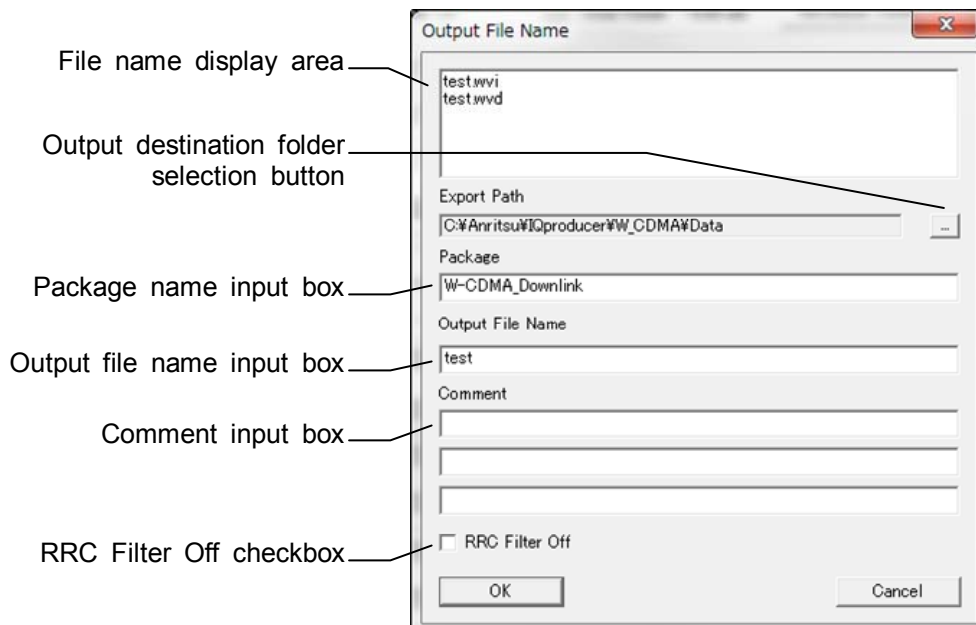 Output File Name
File name display area
test.wvi
test.wvd
Output destination folder
selection button
Export Path
C:¥Anritsu¥IQproducer¥W_CDMA¥Data
...
Package
Package name input box
W-CDMA_Downlink
Output File Name
Output file name input box
test
Comment
Comment input box
RRC Filter Off checkbox
RRC Filter Off
OK
Cancel